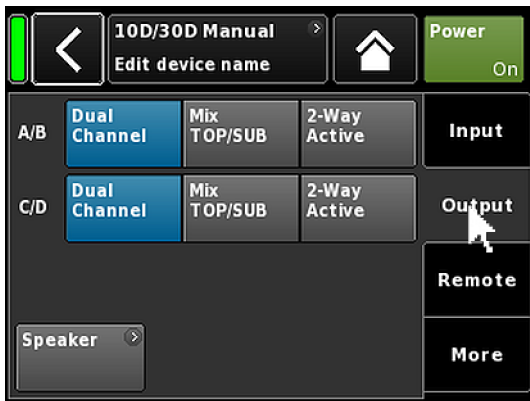 10D/30D Manual
Edit device name
Power
On
A/B
Dual
Channel
Mix
TOP/SUB
2-Way
Active
Input
C/D
Dual
Channel
Mix
TOP/SUB
2-Way
Active
Output
Remote
Speaker
More